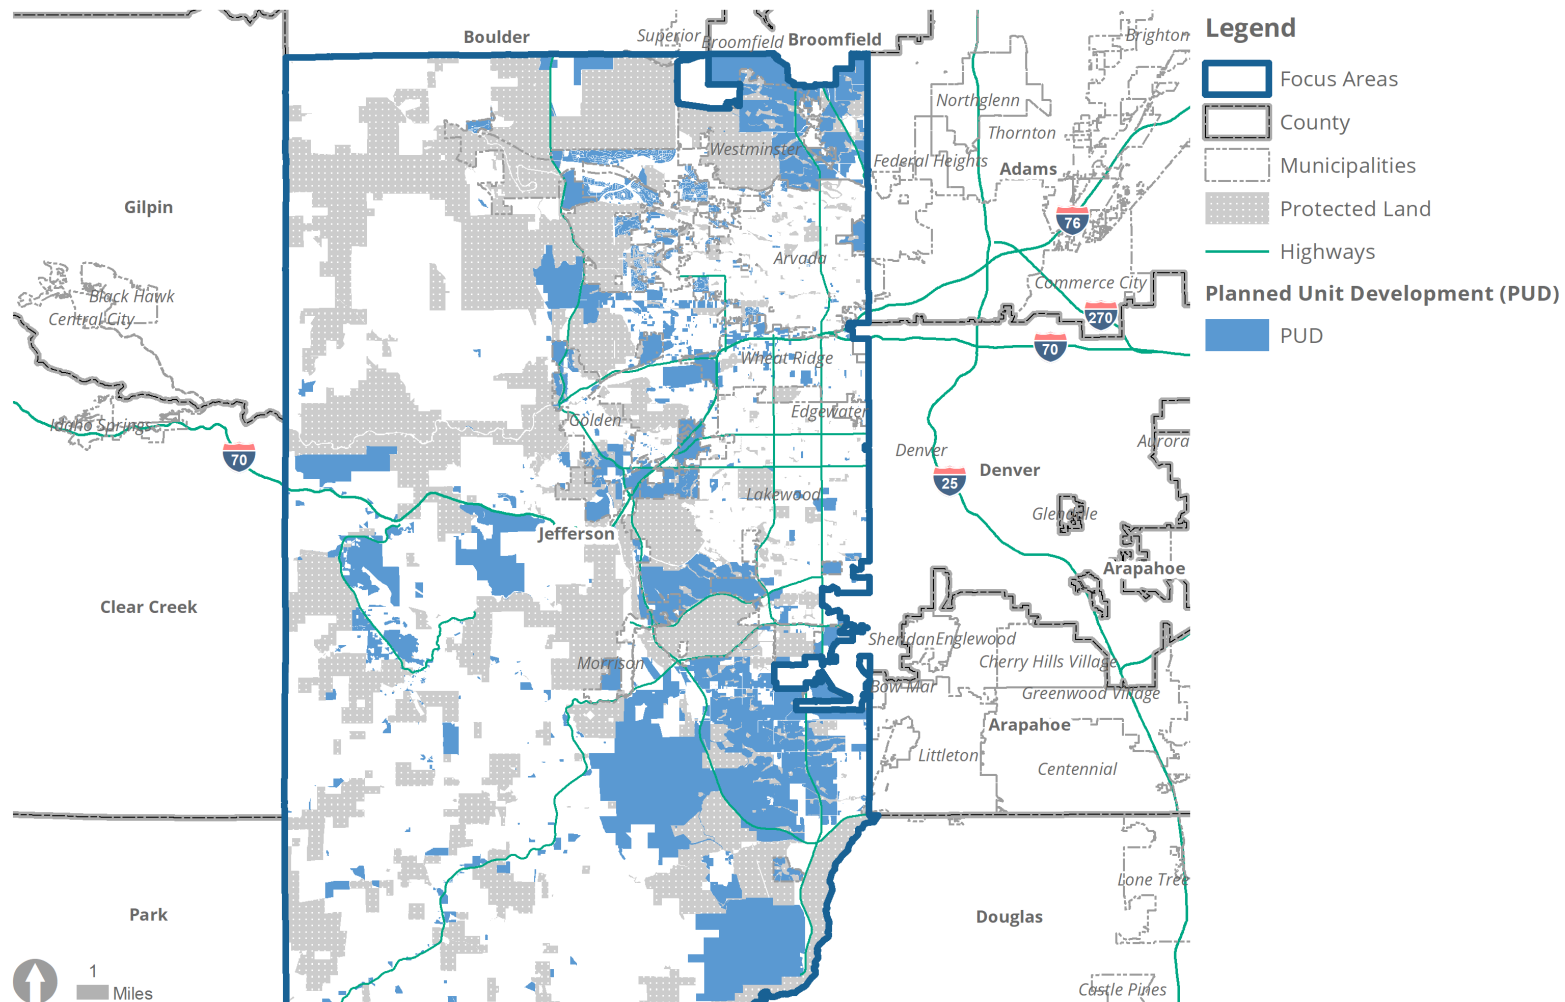 Boulder
Superior
Broomfield
Broomfield
Brighton
Northglenn
Thornton
Westminster
Federal Heights
Adams
Gilpin
76
Arvada
Black Hawk
Central City
Commerce City
270
70
Wheat Ridge
Idaho Springs
Golden
Edgewater
Aurora
70
Denver
Denver
25
Lakewood
Glendale
Jefferson
Arapahoe
Clear Creek
Sheridan
Englewood
Morrison
Cherry Hills Village
Bow Mar
Greenwood Village
Arapahoe
Littleton
Centennial
Lone Tree
Park
Douglas
Castle Pines
1
Miles
Legend
Focus Areas
County
Municipalities
Protected Land
Highways
Planned Unit Development (PUD)
PUD